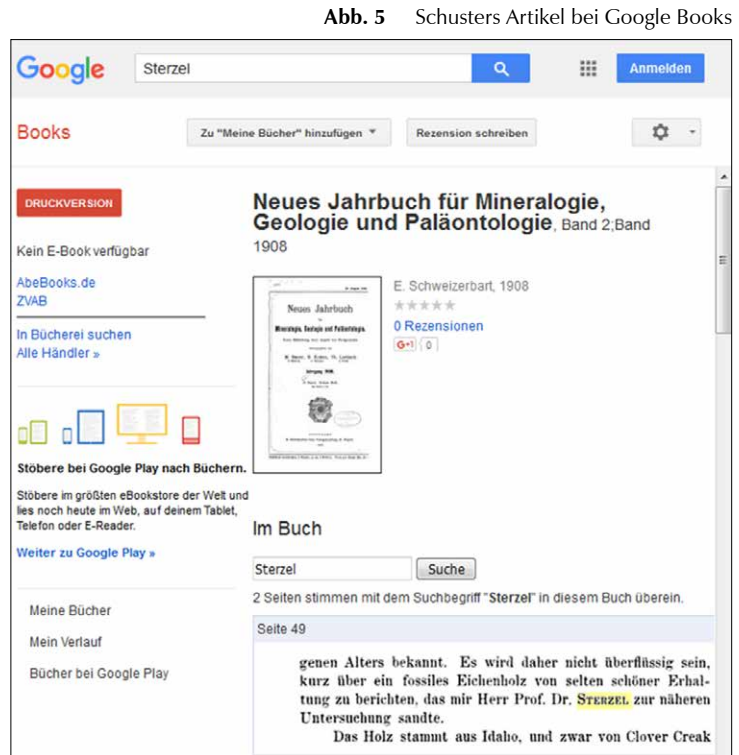 Abb. 5 Schusters Artikel bei Google Books
Google
Sterzel
Anmelden
Books
Zu "Meine Bücher" hinzufügen
Rezension schreiben
DRUCKVERSION
Kein E-Book verfügbar
AbeBooks.de
ZVAB
In Bücherei suchen
Alle Händler »
Stöbere bei Google Play nach Büchern.
Stöbere im größten eBookstore der Welt und
lies noch heute im Web, auf deinem Tablet,
Telefon oder E-Reader.
Weiter zu Google Play »
Meine Bücher
Mein Verlauf
Bücher bei Google Play
Neues Jahrbuch für Mineralogie,
Geologie und Paläontologie, Band 2;Band
1908
Neues Jahrbuch
Mineralogie, Geologie und Paläontologie.
E. Schweizerbart, 1908
0 Rezensionen
G+1 0
Im Buch
Sterzel
Suche
2 Seiten stimmen mit dem Suchbegriff "Sterzel" in diesem Buch überein.
Seite 49
genen Alters bekannt. Es wird daher nicht überflüssig sein,
kurz über ein fossiles Eichenholz von selten schöner Erhal-
tung zu berichten, das mir Herr Prof. Dr. STERZEL zur näheren
Untersuchung sandte.
Das Holz stammt aus Idaho, und zwar von Clover Creak